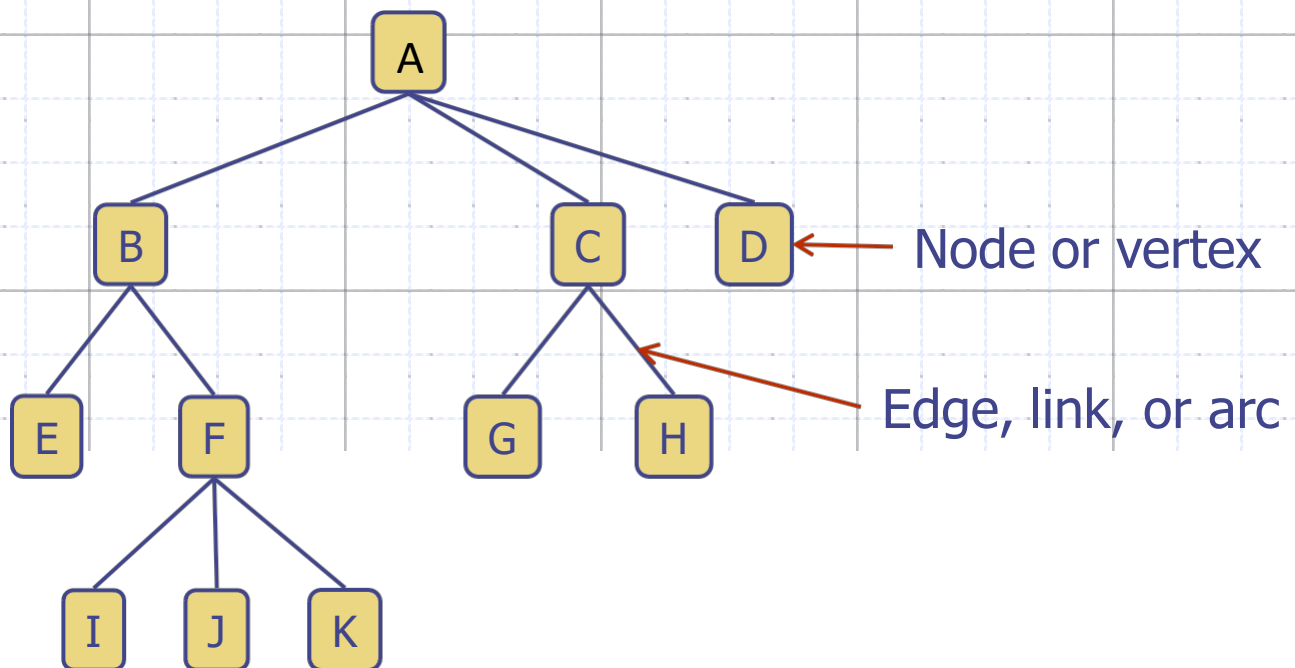 A
B
C
D
Node or vertex
Edge, link, or arc
E
F
G
H
I
J
K